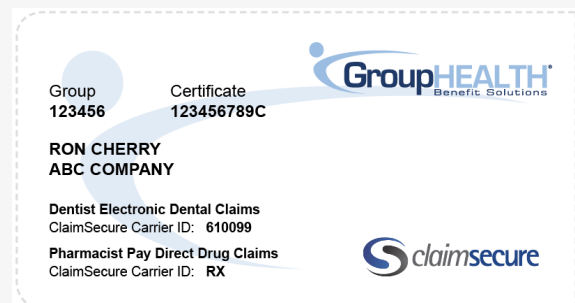 GroupHEALTH®
Benefit Solutions
Group Certificate
123456 123456789C
RON CHERRY
ABC COMPANY
Dentist Electronic Dental Claims
ClaimSecure Carrier ID: 610099
Pharmacist Pay Direct Drug Claims
ClaimSecure Carrier ID: RX
claimsecure